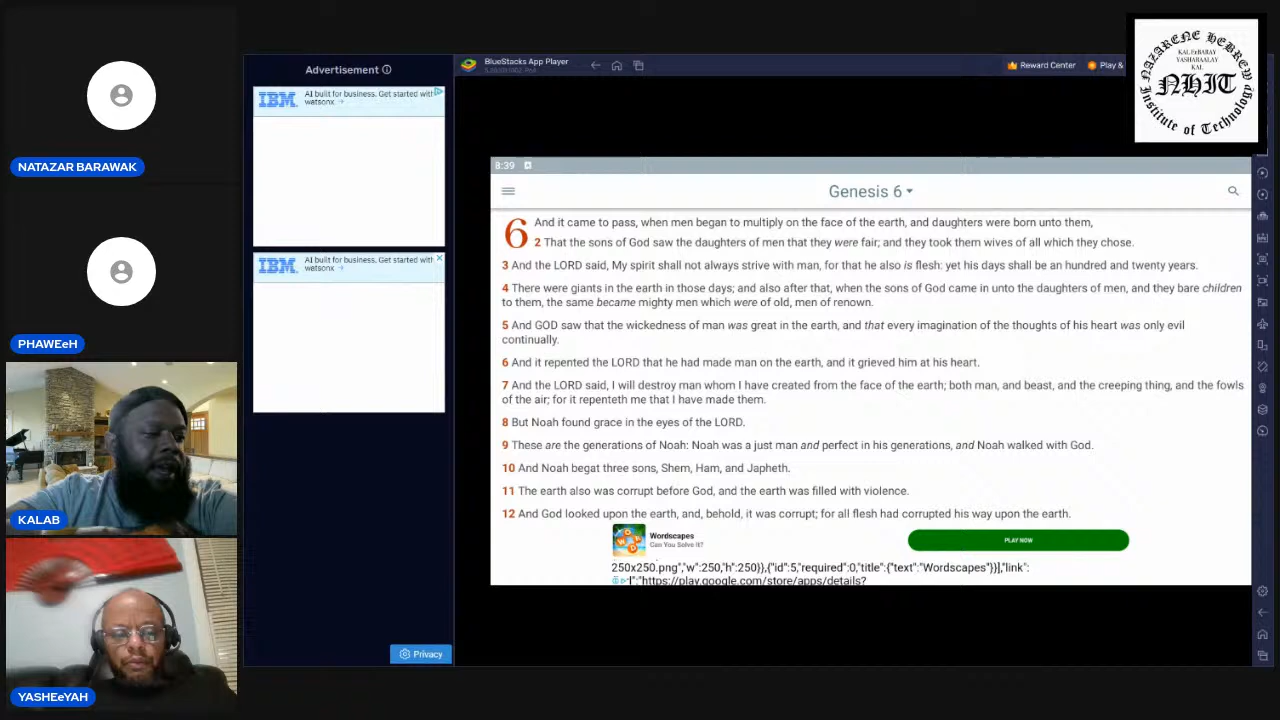 NATAZAR BARAWAK
PHAWEeH
KALAB
YASHEeYAH
Advertisement
IBM
AI built for business. Get started with
watsonx →
IBM
AI built for business. Get started with
watsonx →
Privacy
BlueStacks App Player
Reward Center
Play &
NAZARENE HEBREW
KAL EeBARAY
YASHARAALAY
KAL
NHIT
Institute of Technology
8:39
Genesis 6
6 And it came to pass, when men began to multiply on the face of the earth, and daughters were born unto them,
2 That the sons of God saw the daughters of men that they were fair; and they took them wives of all which they chose.
3 And the LORD said, My spirit shall not always strive with man, for that he also is flesh: yet his days shall be an hundred and twenty years.
4 There were giants in the earth in those days; and also after that, when the sons of God came in unto the daughters of men, and they bare children
to them, the same became mighty men which were of old, men of renown.
5 And GOD saw that the wickedness of man was great in the earth, and that every imagination of the thoughts of his heart was only evil
continually.
6 And it repented the LORD that he had made man on the earth, and it grieved him at his heart.
7 And the LORD said, I will destroy man whom I have created from the face of the earth; both man, and beast, and the creeping thing, and the fowls
of the air; for it repenteth me that I have made them.
8 But Noah found grace in the eyes of the LORD.
9 These are the generations of Noah: Noah was a just man and perfect in his generations, and Noah walked with God.
10 And Noah begat three sons, Shem, Ham, and Japheth.
11 The earth also was corrupt before God, and the earth was filled with violence.
12 And God looked upon the earth, and, behold, it was corrupt; for all flesh had corrupted his way upon the earth.
Wordscapes
Can You Solve It?
PLAY NOW
250x250.png","w":250,"h":250}},{"id":5,"required":0,"title":{"text":"Wordscapes"}}],"link":
":"https://play.google.com/store/apps/details?